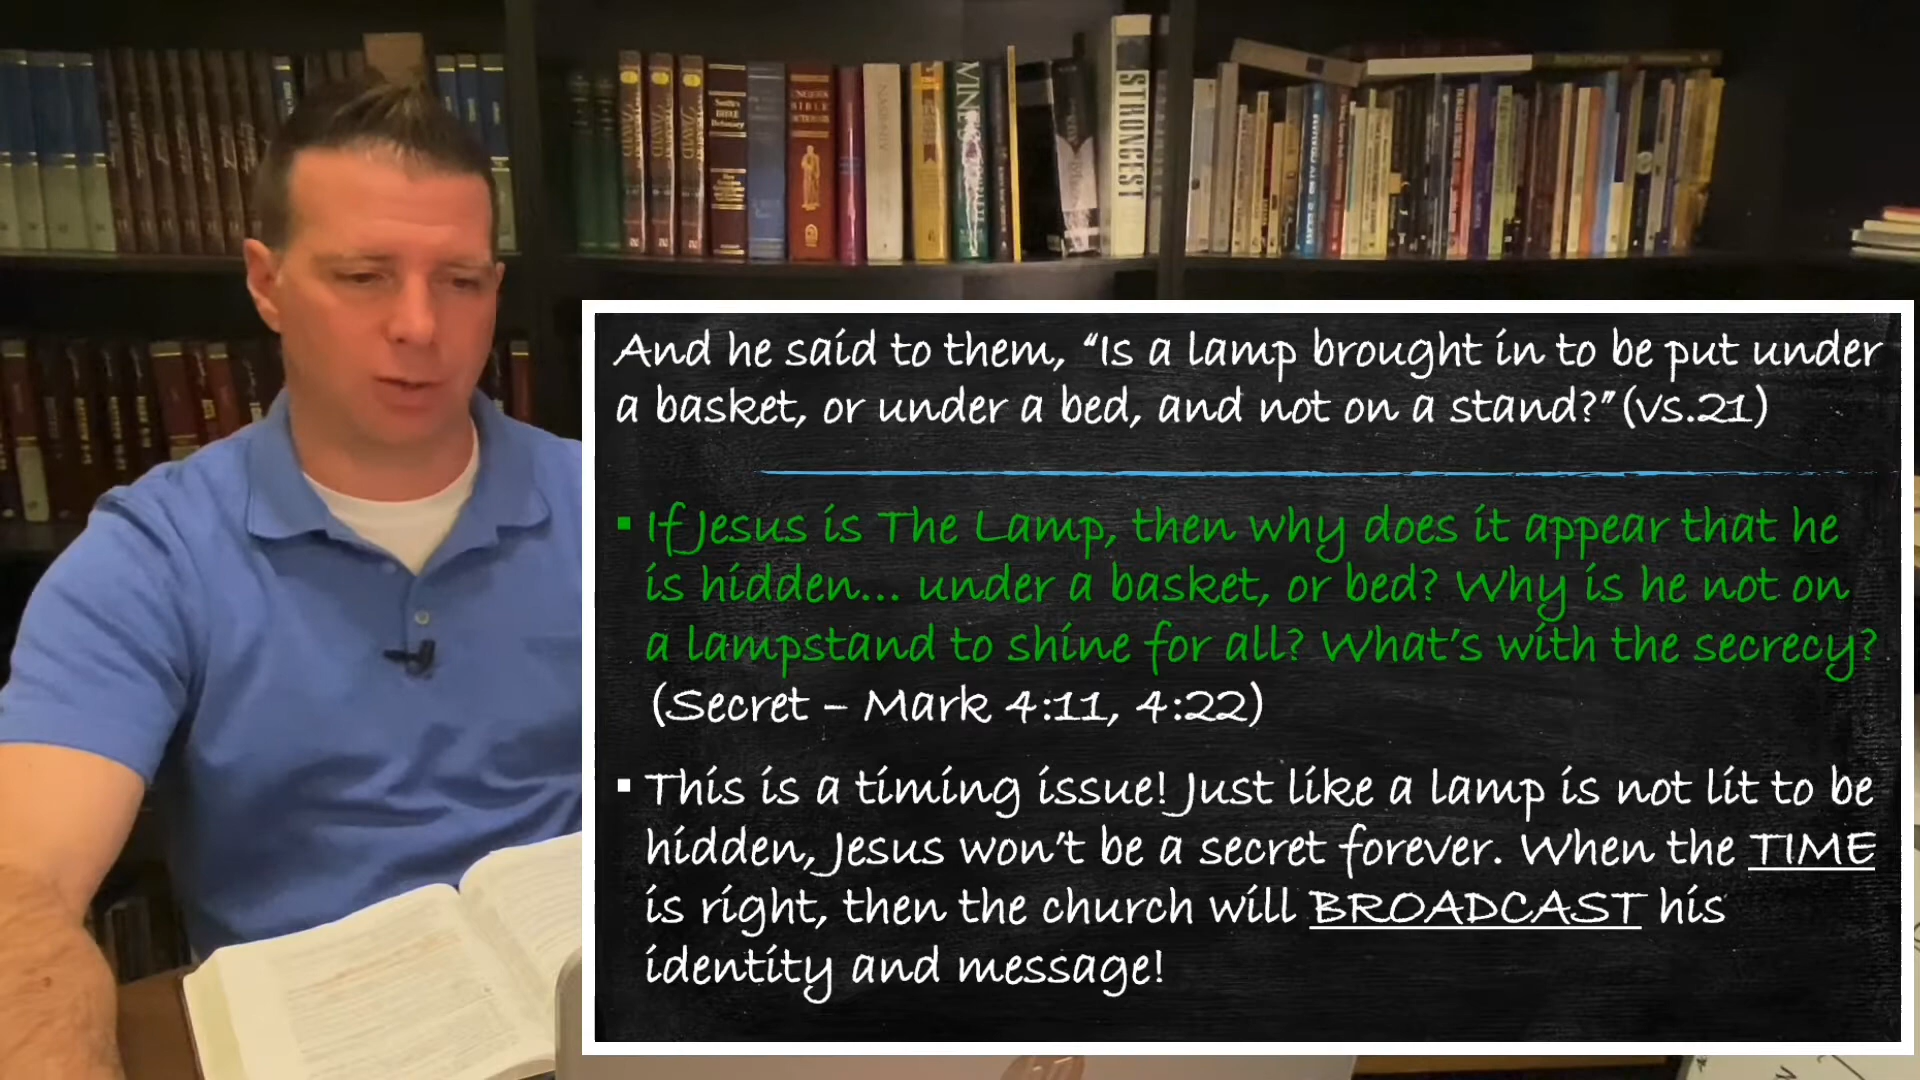 STRONGEST
VINE'S
And he said to them, “Is a lamp brought in to be put under
a basket, or under a bed, and not on a stand?”(vs.21)
▪ If Jesus is The Lamp, then why does it appear that he
is hidden... under a basket, or bed? Why is he not on
a lampstand to shine for all? What's with the secrecy?
(Secret – Mark 4:11, 4:22)
▪ This is a timing issue! Just like a lamp is not lit to be
hidden, Jesus won't be a secret forever. When the TIME
is right, then the church will BROADCAST his
identity and message!